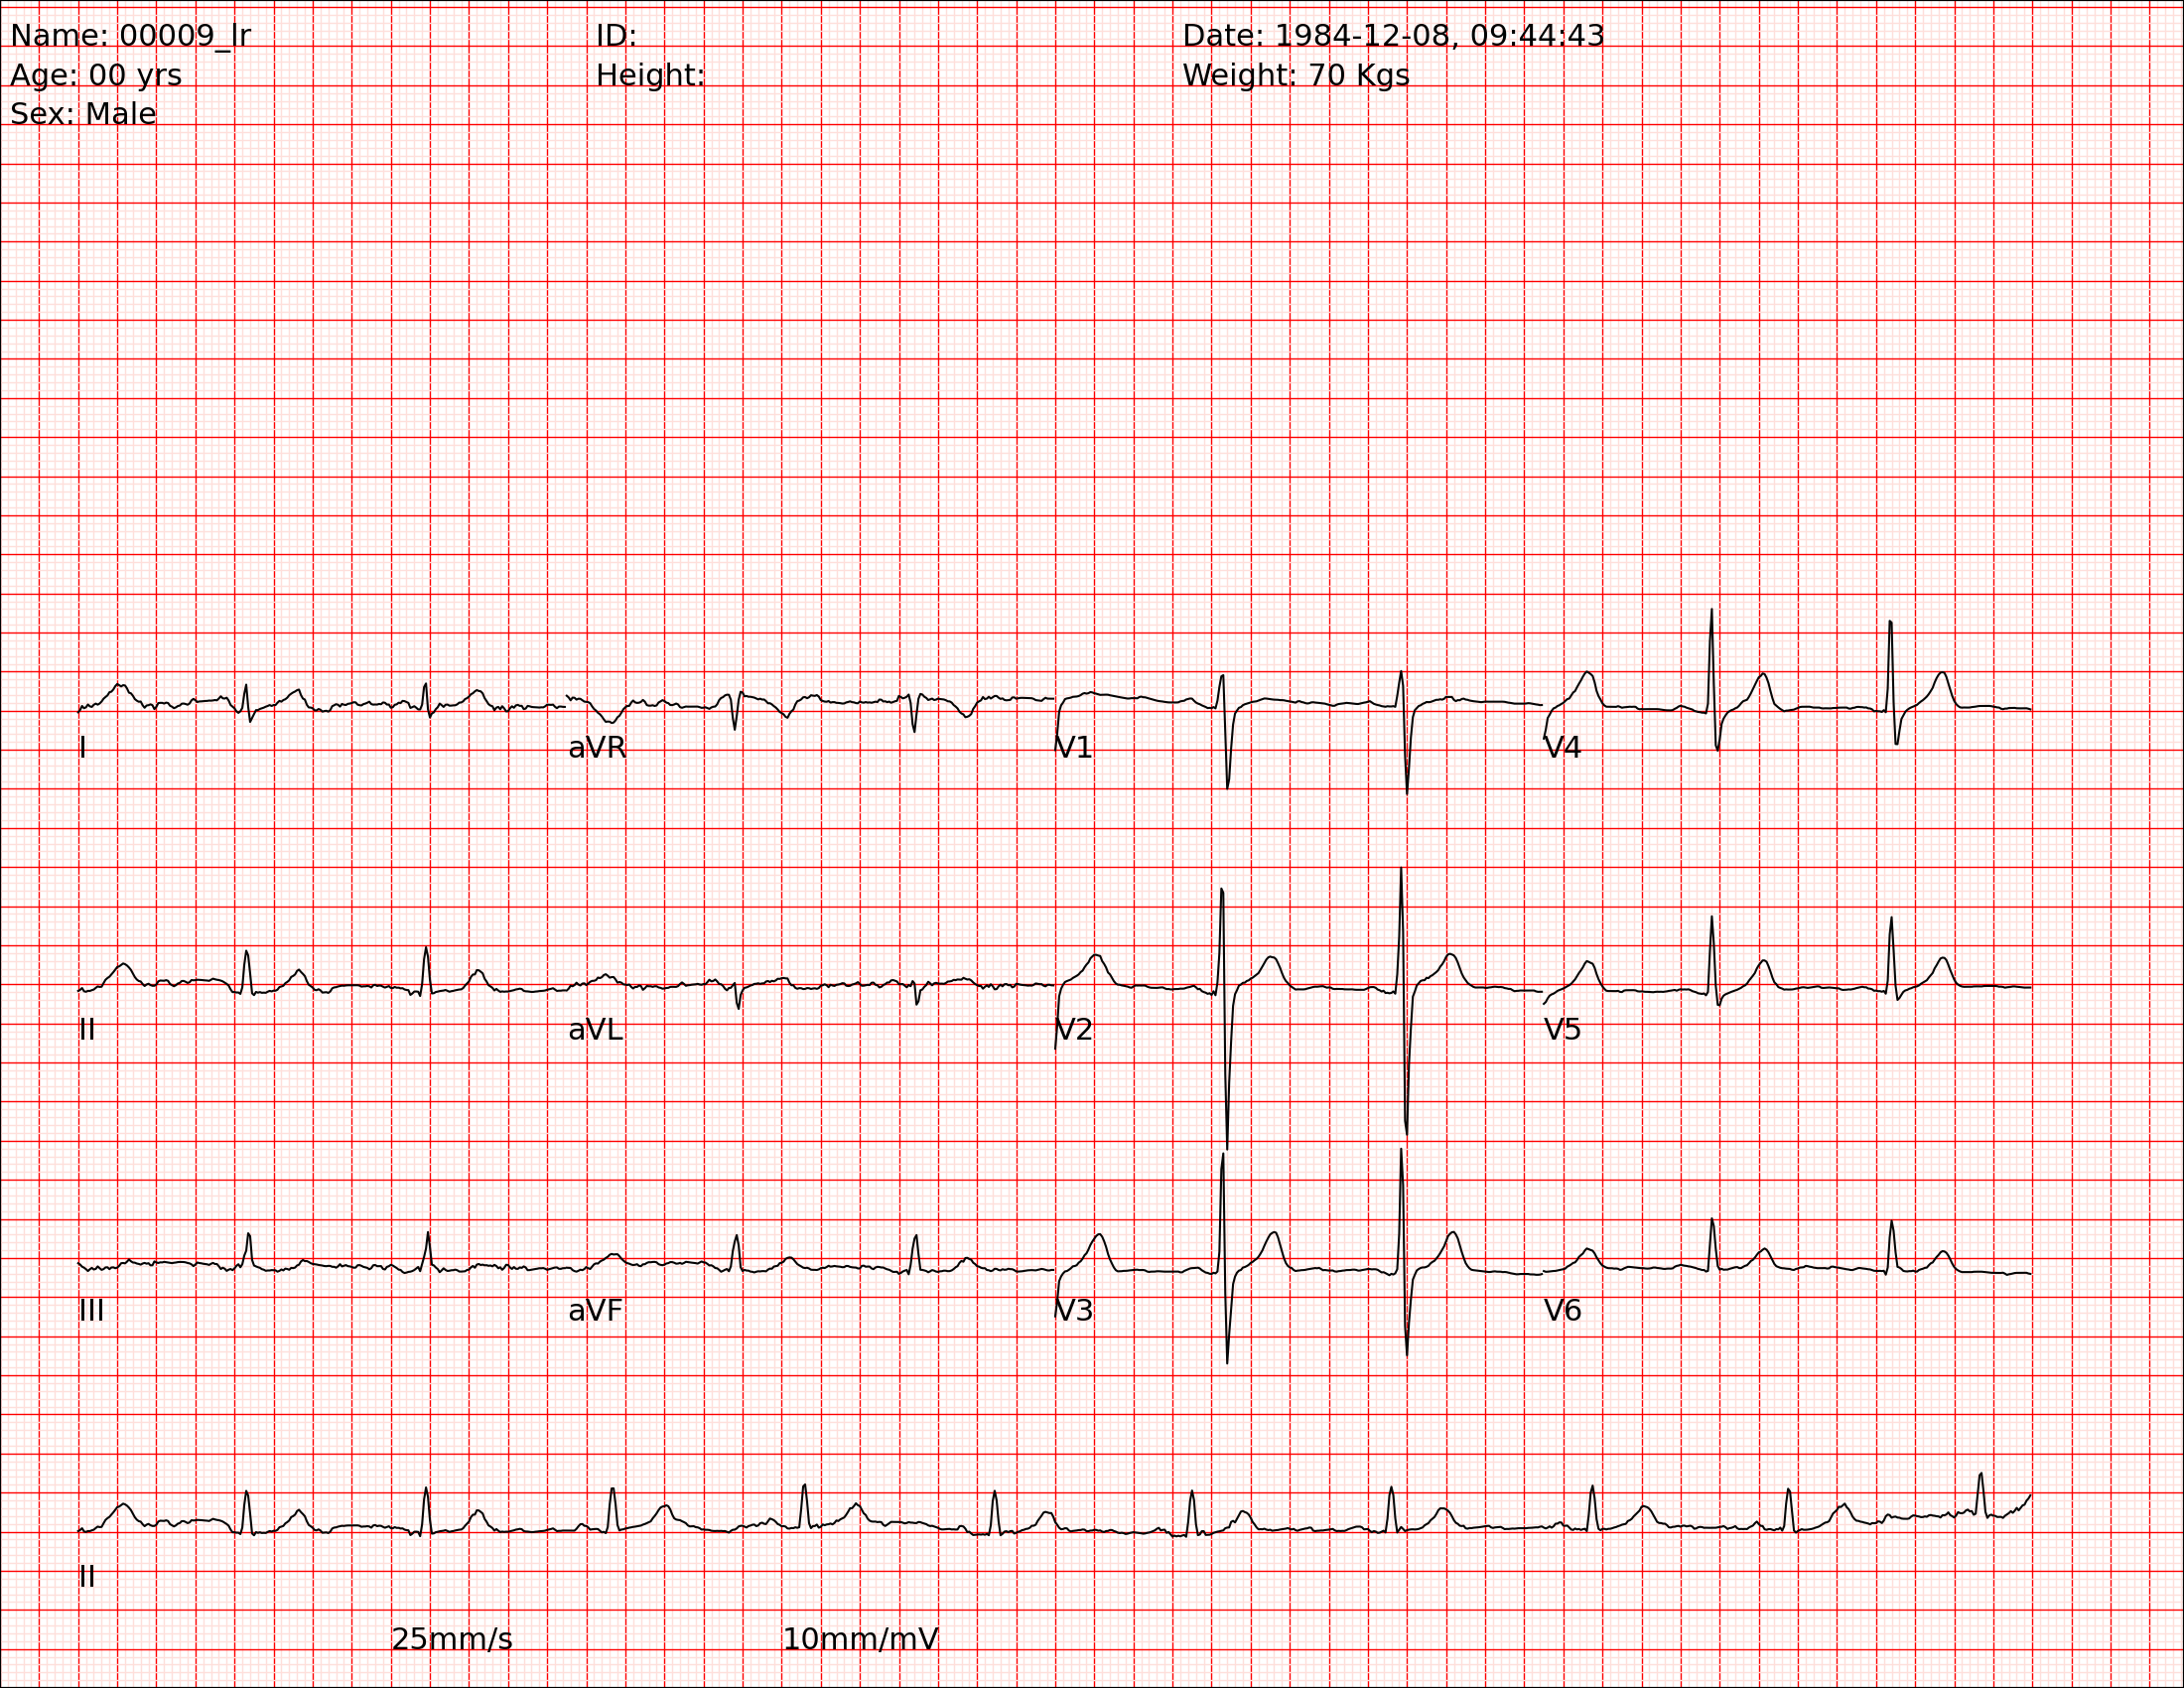 Name: 00009_lr ID: Date: 1984-12-08, 09:44:43
Age: 00 yrs Height: Weight: 70 Kgs
Sex: Male
I aVR V1 V4
II aVL V2 V5
III aVF V3 V6
II
25mm/s 10mm/mV